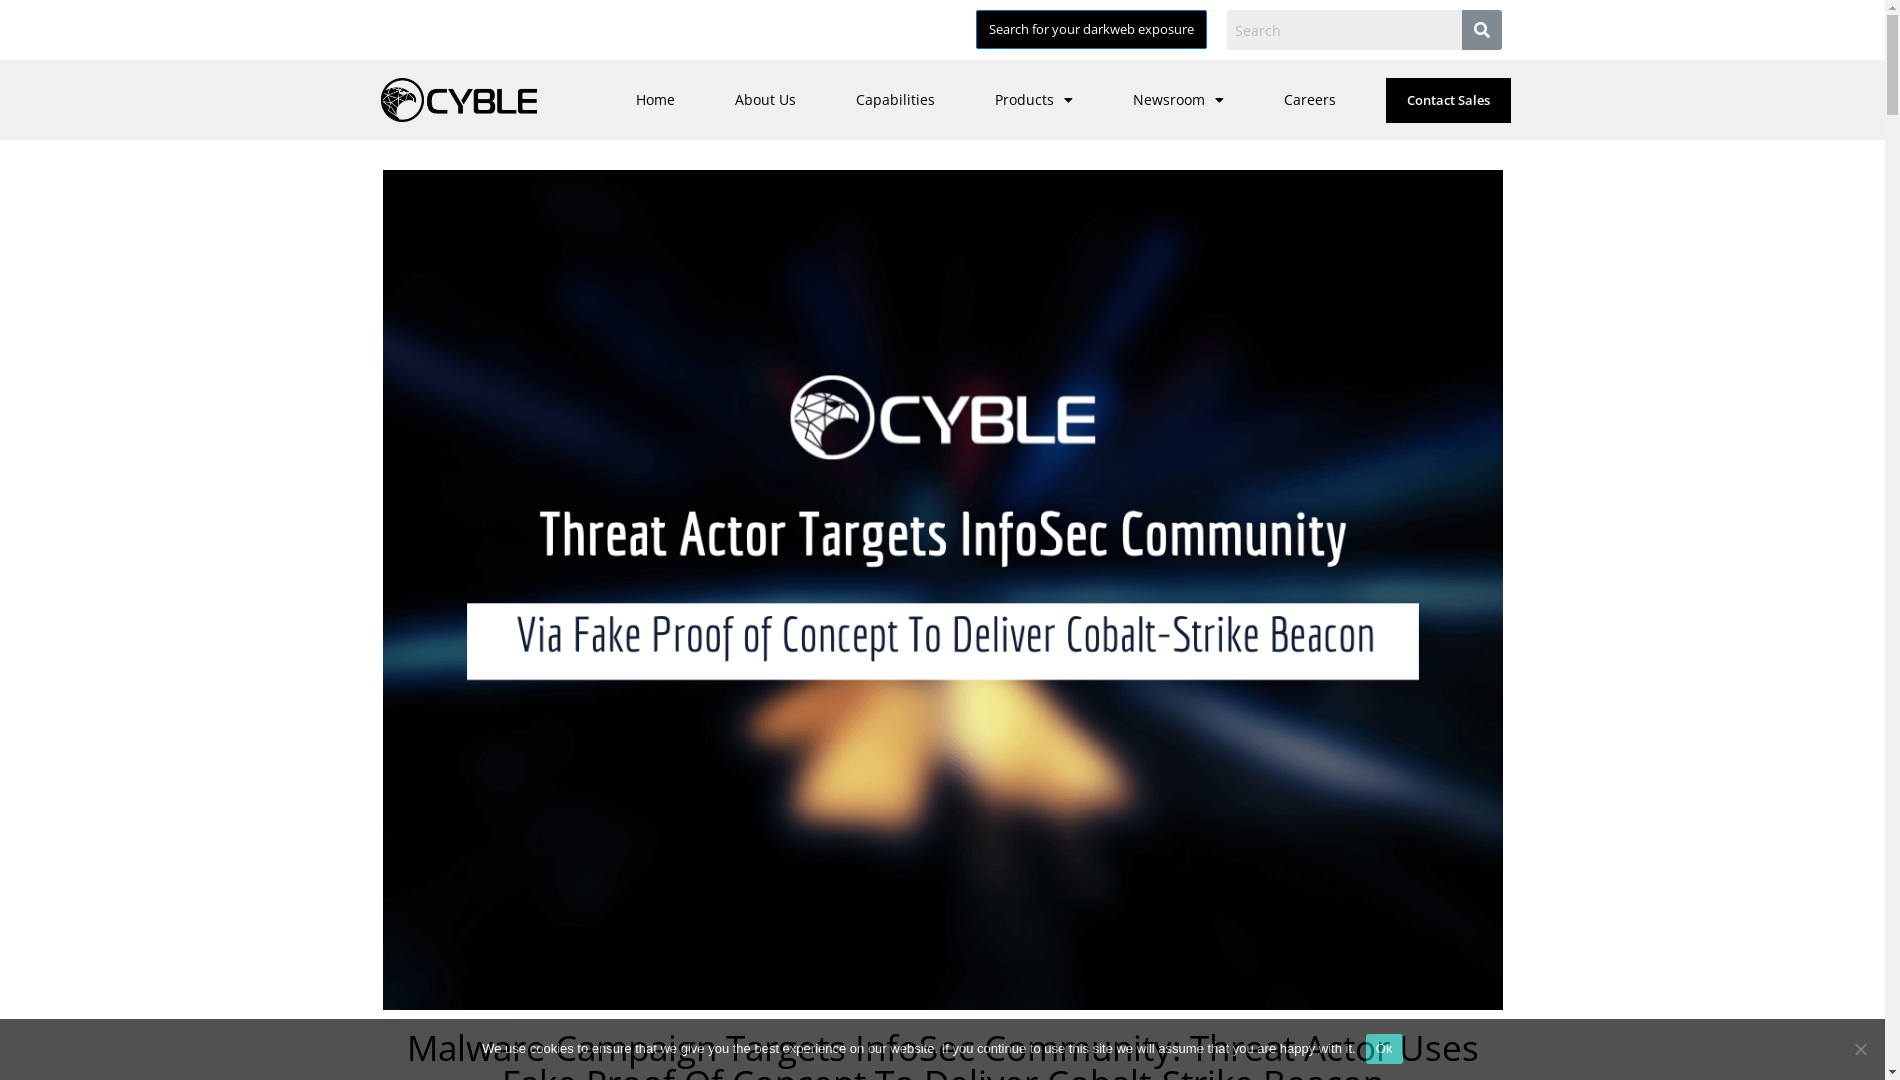 Search for your darkweb exposure
Search
CYBLE
Home
About Us
Capabilities
Products
Newsroom
Careers
Contact Sales
CYBLE
Threat Actor Targets InfoSec Community
Via Fake Proof of Concept To Deliver Cobalt-Strike Beacon
Malware Campaign Targets InfoSec Community: Threat Actor Uses
Fake Proof Of Concept To Deliver Cobalt-Strike Beacon
We use cookies to ensure that we give you the best experience on our website. If you continue to use this site we will assume that you are happy with it.
Ok